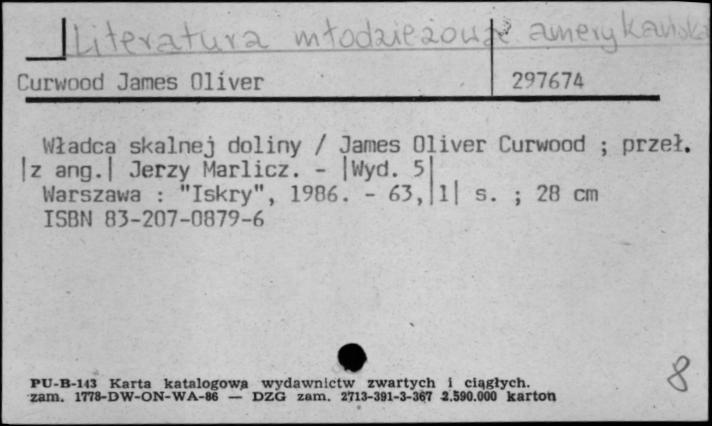 Literatura młodzieżowa amerykańska
Curwood James Oliver 297674
Władca skalnej doliny / James Oliver Curwood ; przeł.
|z ang.| Jerzy Marlicz. - |Wyd. 5|
Warszawa : "Iskry", 1986. - 63,|1| s. ; 28 cm
ISBN 83-207-0879-6
PU-B-143 Karta katalogowa wydawnictw zwartych i ciągłych.
zam. 1778-DW-ON-WA-86 — DZG zam. 2713-391-3-367 2.590.000 karton
8